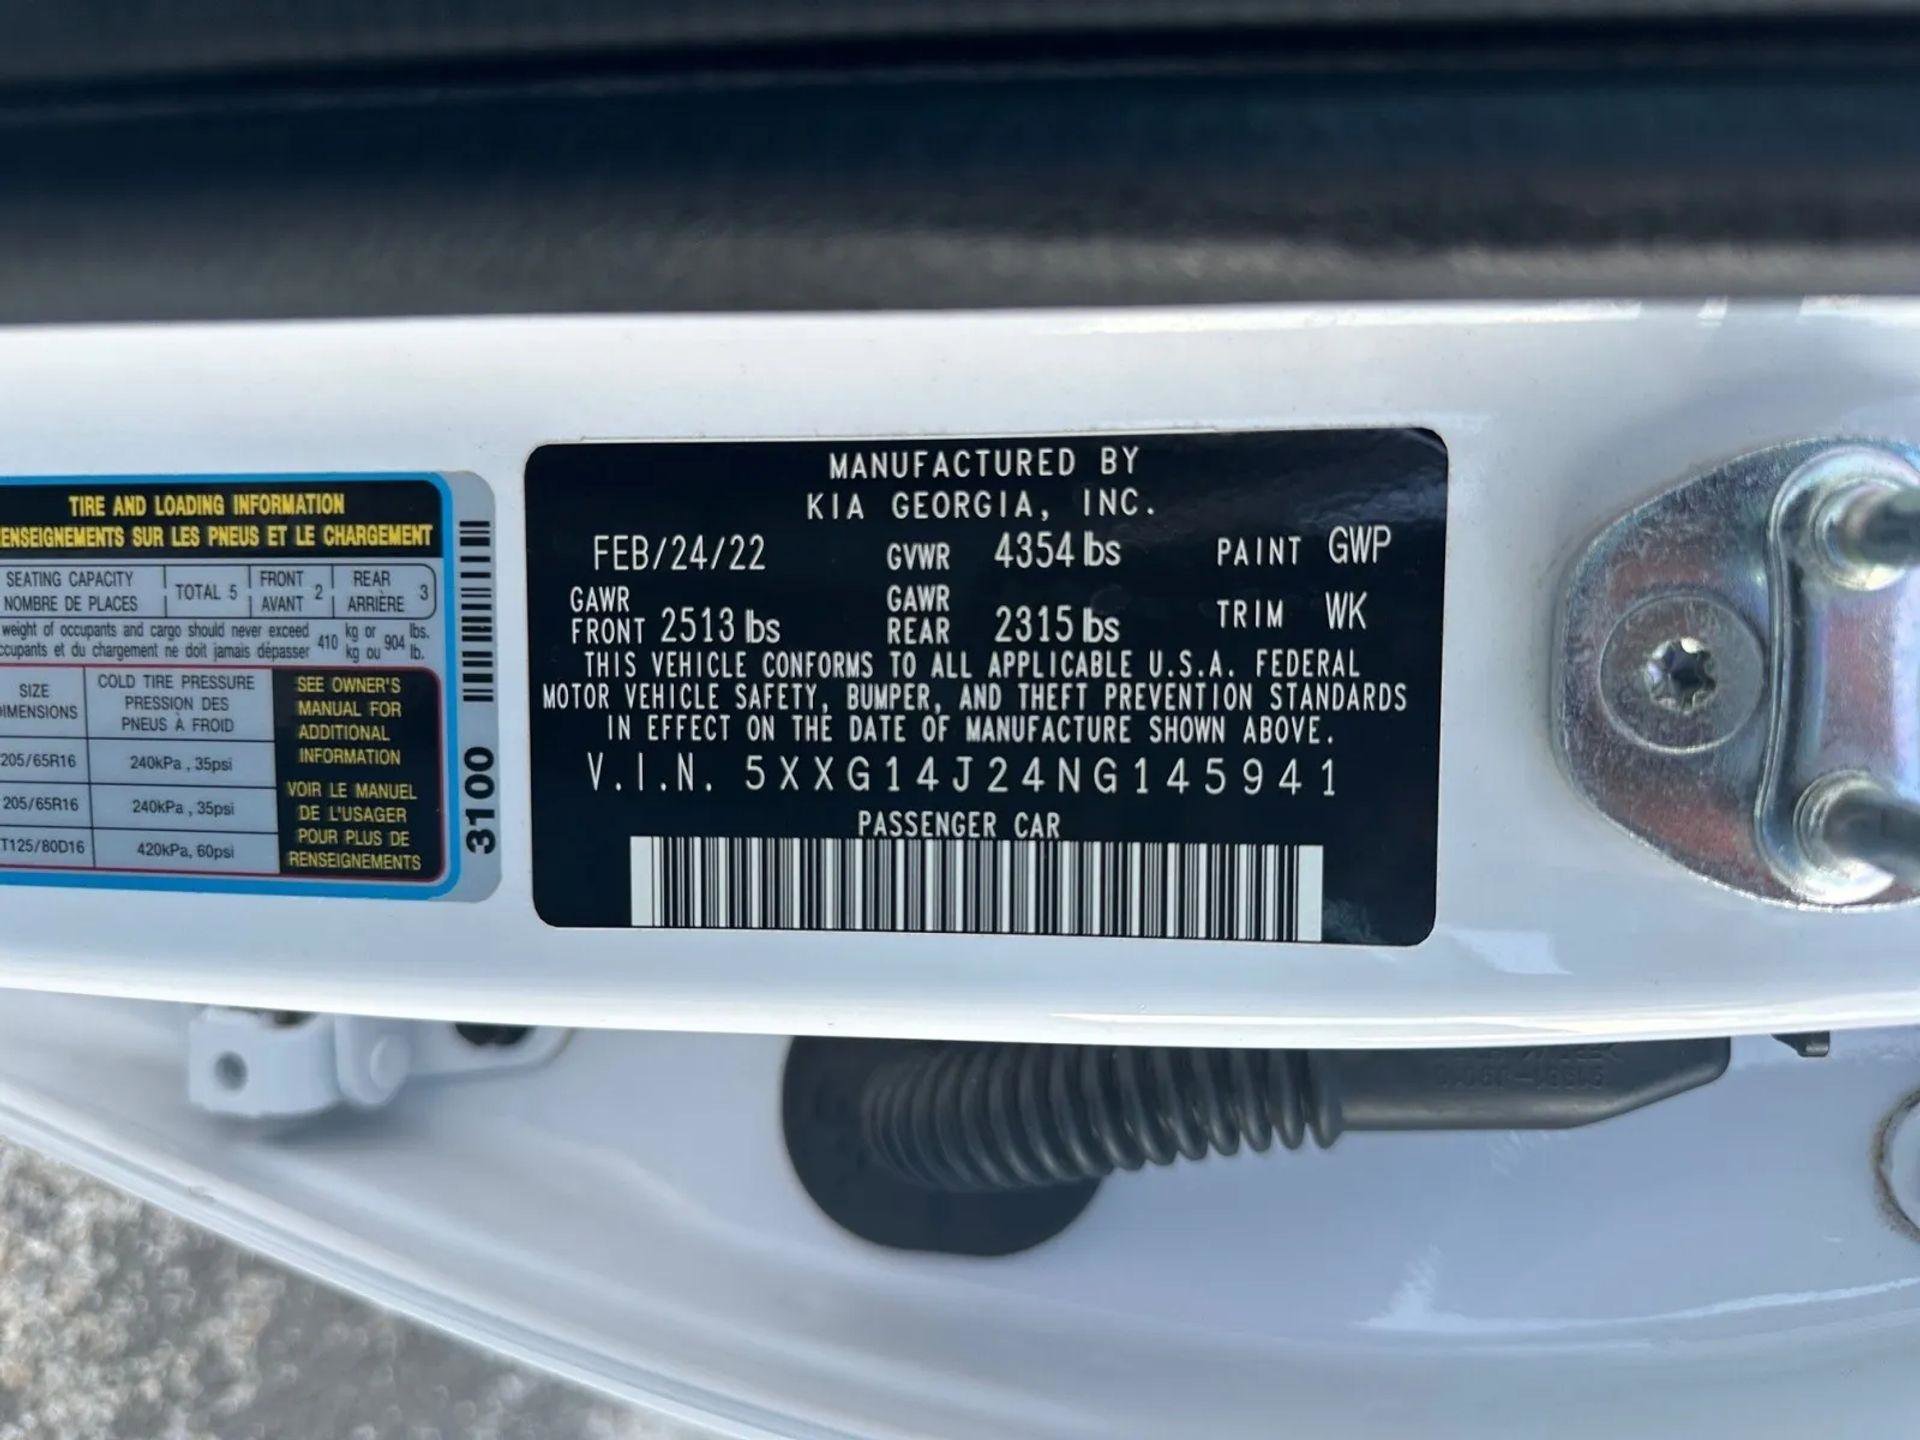 TIRE AND LOADING INFORMATION
RENSEIGNEMENTS SUR LES PNEUS ET LE CHARGEMENT
SEATING CAPACITY TOTAL 5 FRONT 2 REAR 3
NOMBRE DE PLACES AVANT ARRIÈRE
weight of occupants and cargo should never exceed 410 kg or 904 lbs.
occupants et du chargement ne doit jamais dépasser kg ou lb.
SIZE
DIMENSIONS
COLD TIRE PRESSURE
PRESSION DES
PNEUS À FROID
205/65R16 240kPa, 35psi
205/65R16 240kPa, 35psi
T125/80D16 420kPa, 60psi
SEE OWNER'S
MANUAL FOR
ADDITIONAL
INFORMATION
VOIR LE MANUEL
DE L'USAGER
POUR PLUS DE
RENSEIGNEMENTS
3100
MANUFACTURED BY
KIA GEORGIA, INC.
FEB/24/22 GVWR 4354 lbs PAINT GWP
GAWR FRONT 2513 lbs GAWR REAR 2315 lbs TRIM WK
THIS VEHICLE CONFORMS TO ALL APPLICABLE U.S.A. FEDERAL
MOTOR VEHICLE SAFETY, BUMPER, AND THEFT PREVENTION STANDARDS
IN EFFECT ON THE DATE OF MANUFACTURE SHOWN ABOVE.
V.I.N. 5XXG14J24NG145941
PASSENGER CAR